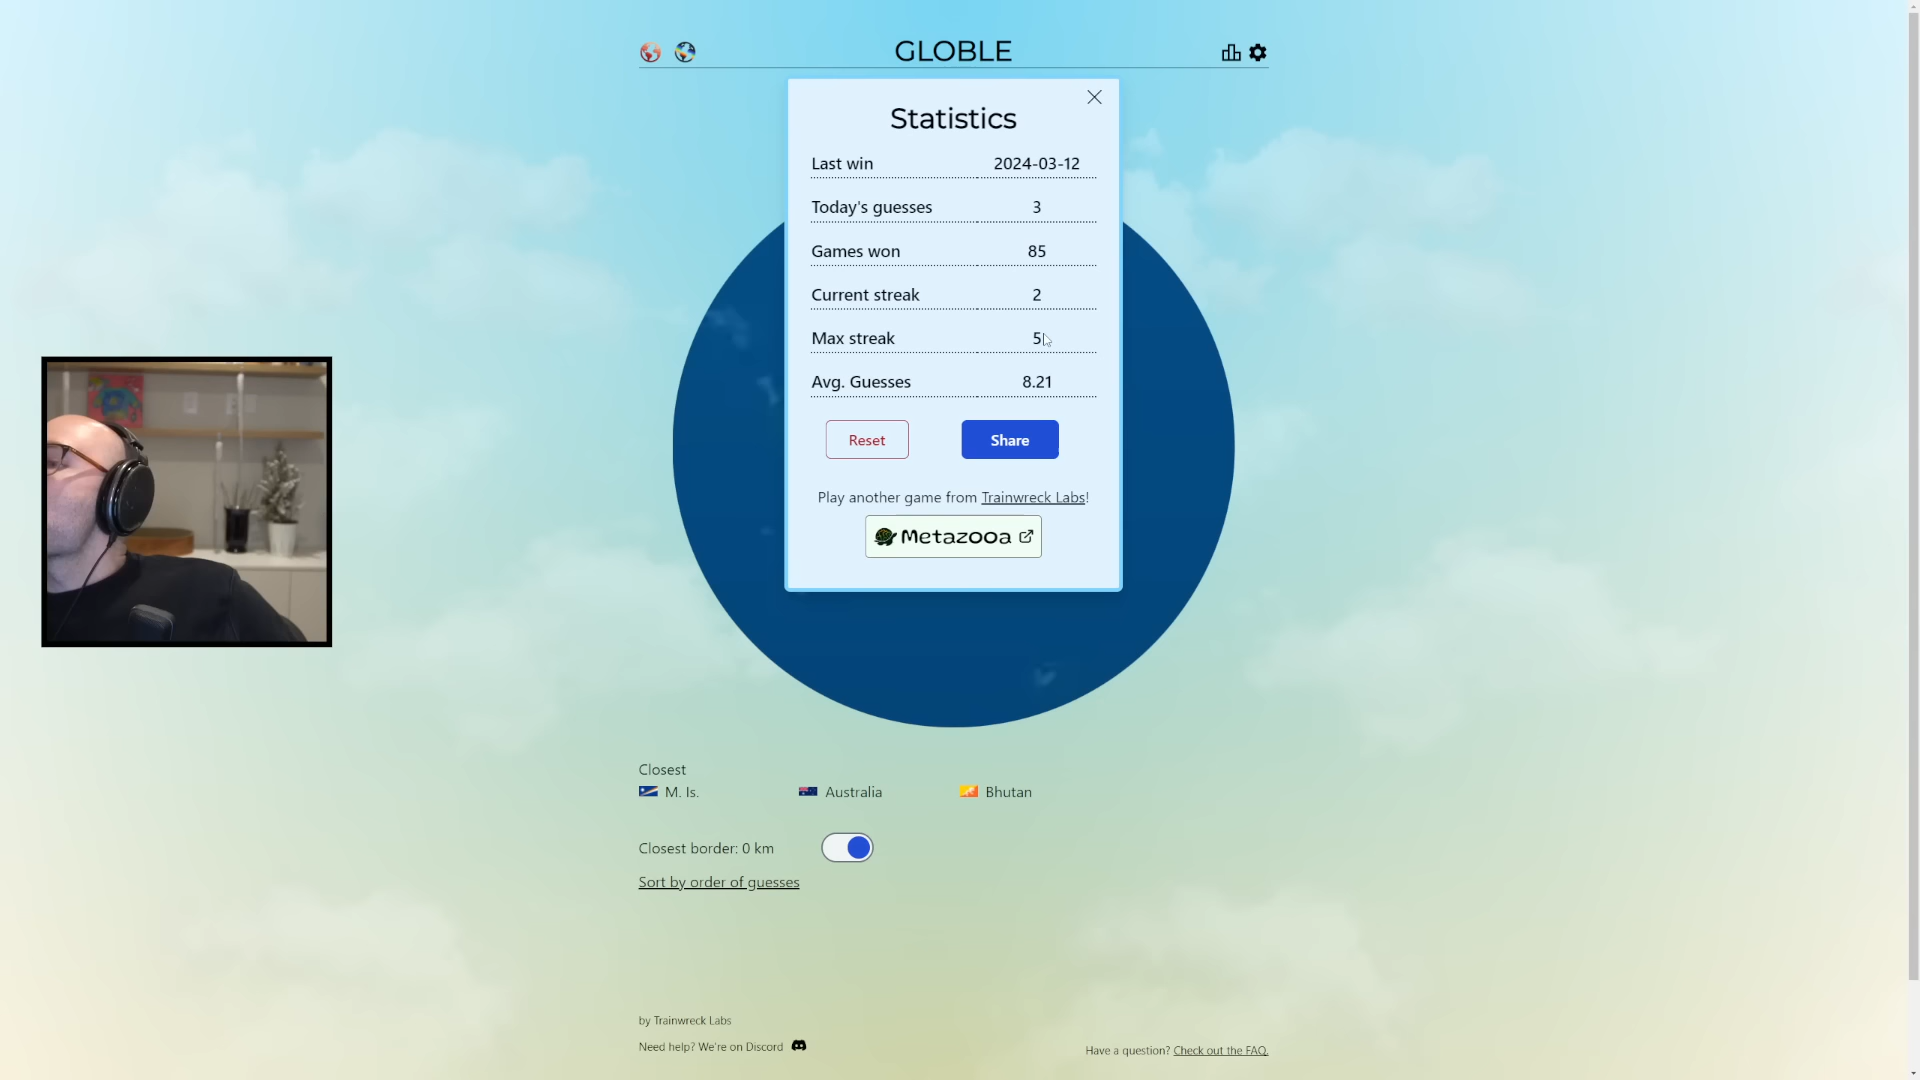 GLOBLE
Statistics
Last win 2024-03-12
Today's guesses 3
Games won 85
Current streak 2
Max streak 5
Avg. Guesses 8.21
Reset Share
Play another game from Trainwreck Labs!
Metazooa
Closest
M. Is. Australia Bhutan
Closest border: 0 km
Sort by order of guesses
by Trainwreck Labs
Need help? We're on Discord
Have a question? Check out the FAQ.